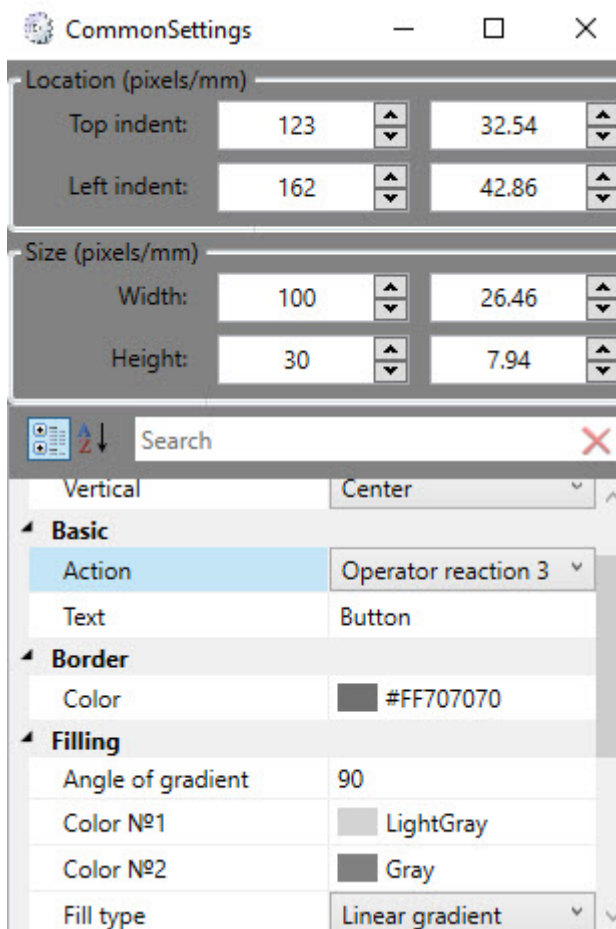 CommonSettings
Location (pixels/mm)
Top indent: 123 32.54
Left indent: 162 42.86
Size (pixels/mm)
Width: 100 26.46
Height: 30 7.94
A Z Search
Vertical Center
Basic
Action Operator reaction 3
Text Button
Border
Color #FF707070
Filling
Angle of gradient 90
Color №1 LightGray
Color №2 Gray
Fill type Linear gradient